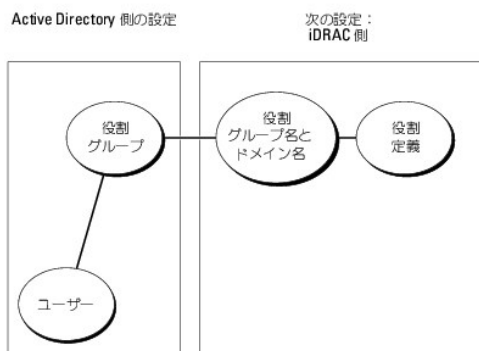 Active Directory 側の設定
次の設定：
iDRAC 側
役割
グループ
役割
グループ名と
ドメイン名
役割
定義
ユーザー